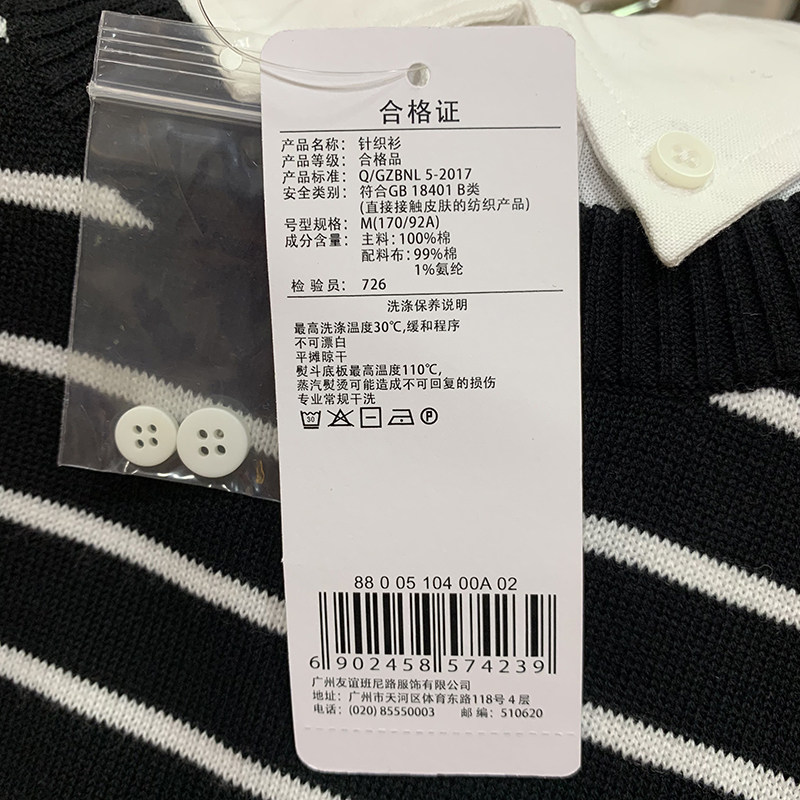 合格证
产品名称: 针织衫
产品等级: 合格品
产品标准: Q/GZBNL 5-2017
安全类别: 符合GB 18401 B类
(直接接触皮肤的纺织产品)
号型规格: M(170/92A)
成分含量: 主料:100%棉
配料布:99%棉
1%氨纶
检验员: 726
洗涤保养说明
最高洗涤温度30℃,缓和程序
不可漂白
平摊晾干
熨斗底板最高温度110℃,
蒸汽熨烫可能造成不可回复的损伤
专业常规干洗
30 P
88 0 05 104 00A 02
6 902458 574239
广州友谊班尼路服饰有限公司
地址: 广州市天河区体育东路118号4层
电话: (020) 85550003 邮编: 510620